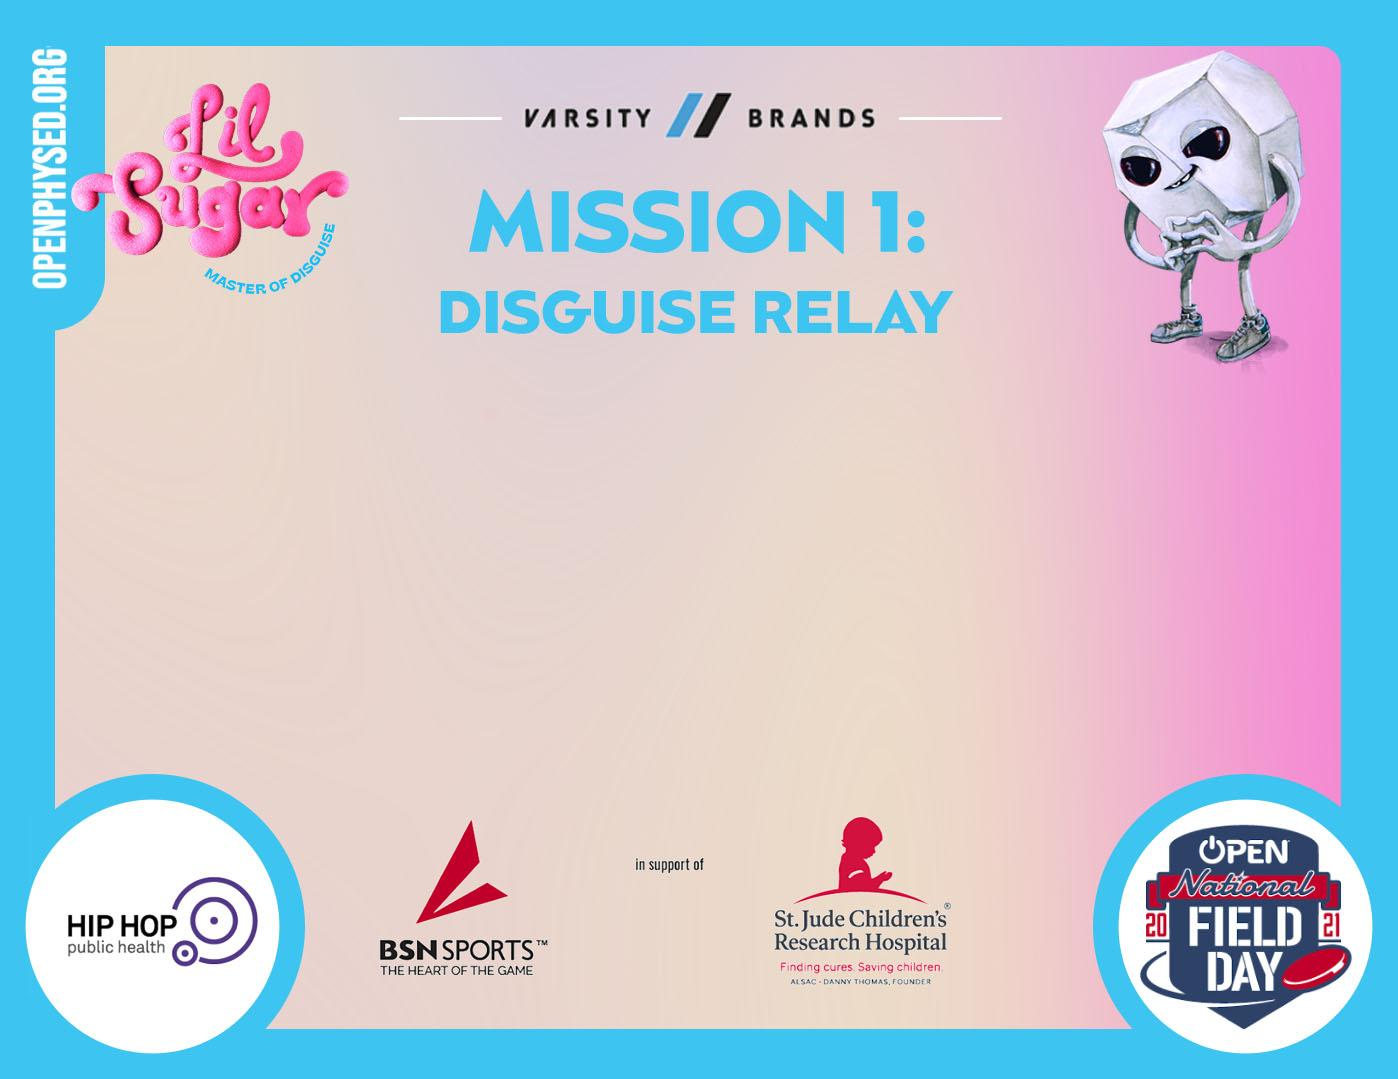 OPENPHYSED.ORG
Lil
Sugar
MASTER OF DISGUISE
VARSITY BRANDS
MISSION 1:
DISGUISE RELAY
HIP HOP
public health
BSN SPORTS™
THE HEART OF THE GAME
in support of
St. Jude Children's®
Research Hospital
Finding cures. Saving children.
ALSAC · DANNY THOMAS, FOUNDER
OPEN
National
2021
FIELD
DAY